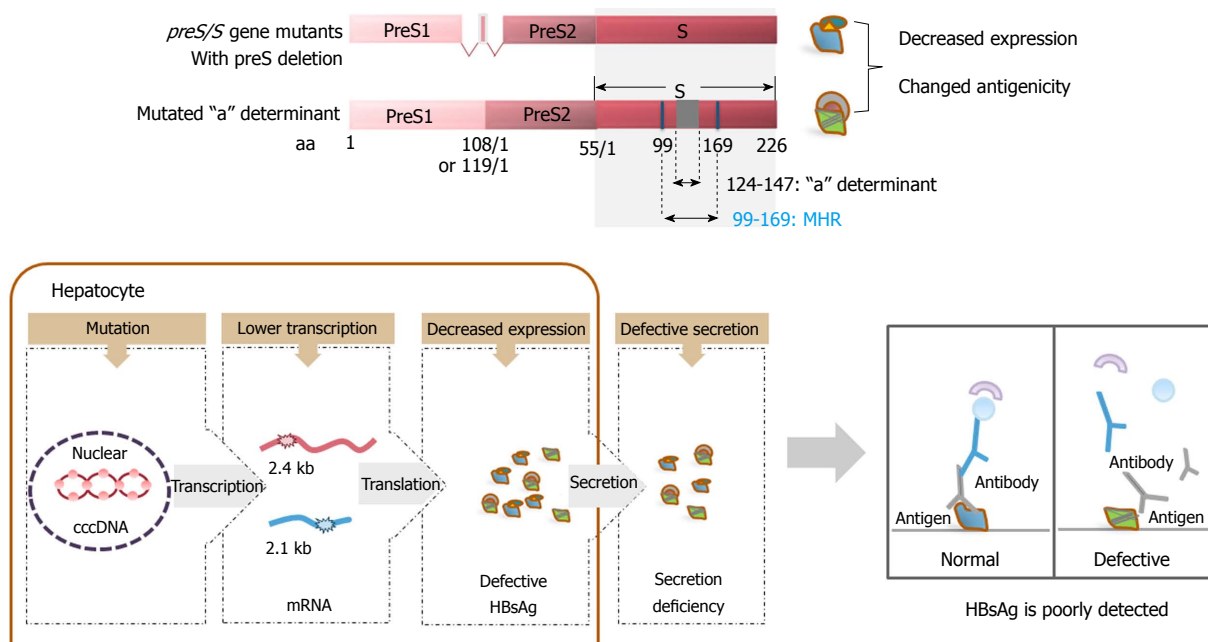 preS/S gene mutants
With preS deletion
PreS1
PreS2
S
Decreased expression
Changed antigenicity
S
Mutated “a” determinant
PreS1
PreS2
aa
1
108/1
or 119/1
55/1
99
169
226
124-147: “a” determinant
99-169: MHR
Hepatocyte
Mutation
Lower transcription
Decreased expression
Defective secretion
Nuclear
cccDNA
Transcription
2.4 kb
2.1 kb
mRNA
Translation
Defective
HBsAg
Secretion
Secretion
deficiency
Antibody
Antigen
Normal
Antibody
Antigen
Defective
HBsAg is poorly detected